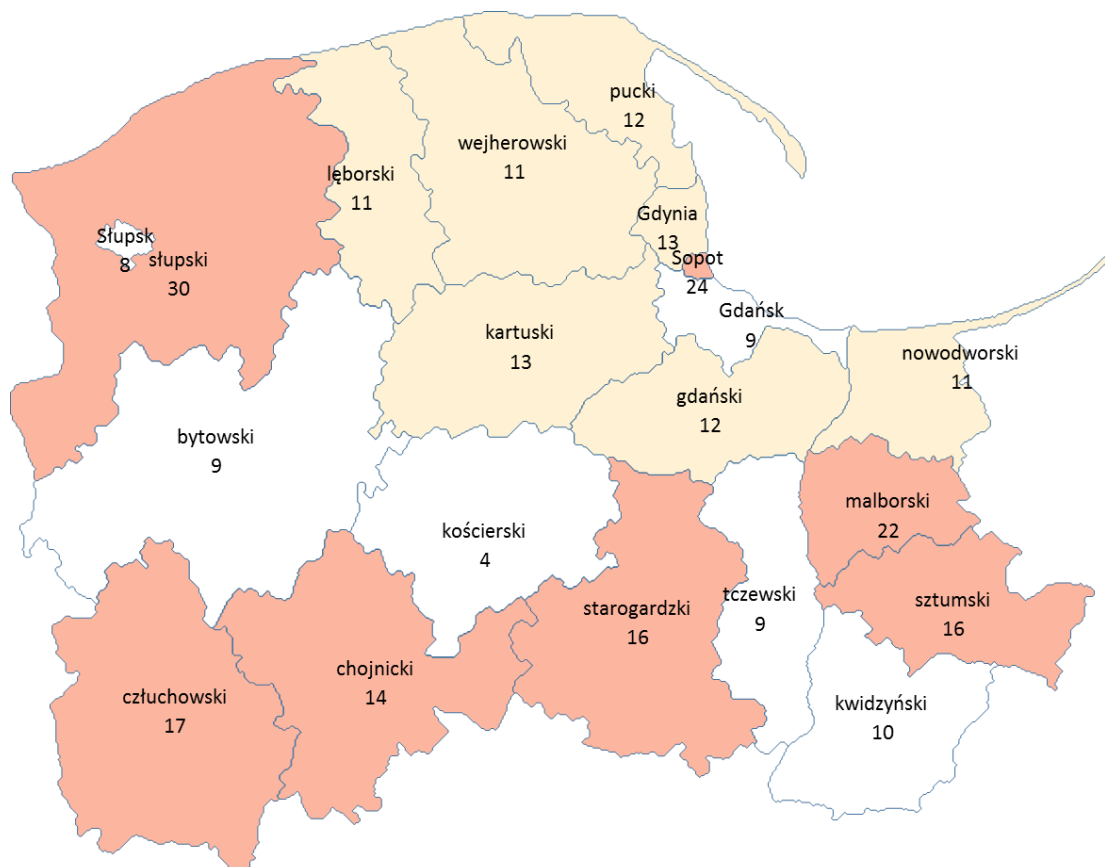 pucki
12
wejherowski
11
lęborski
11
Gdynia
13
Słupsk
8
słupski
30
Sopot
24
Gdańsk
9
kartuski
13
nowodworski
11
gdański
12
bytowski
9
malborski
22
kościerski
4
tczewski
9
sztumski
16
starogardzki
16
chojnicki
14
człuchowski
17
kwidzyński
10